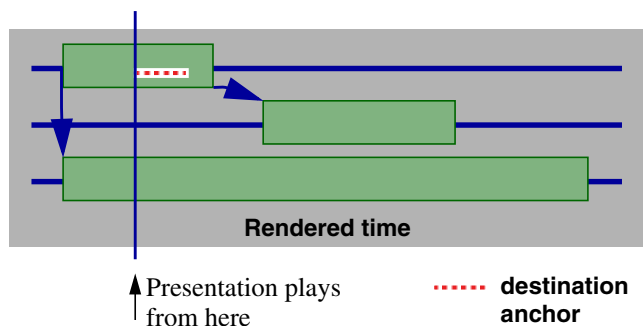 Rendered time
Presentation plays
from here
destination
anchor